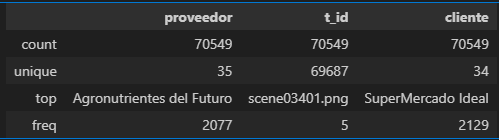 proveedor t_id cliente
count 70549 70549 70549
unique 35 69687 34
top Agronutrientes del Futuro scene03401.png SuperMercado Ideal
freq 2077 5 2129